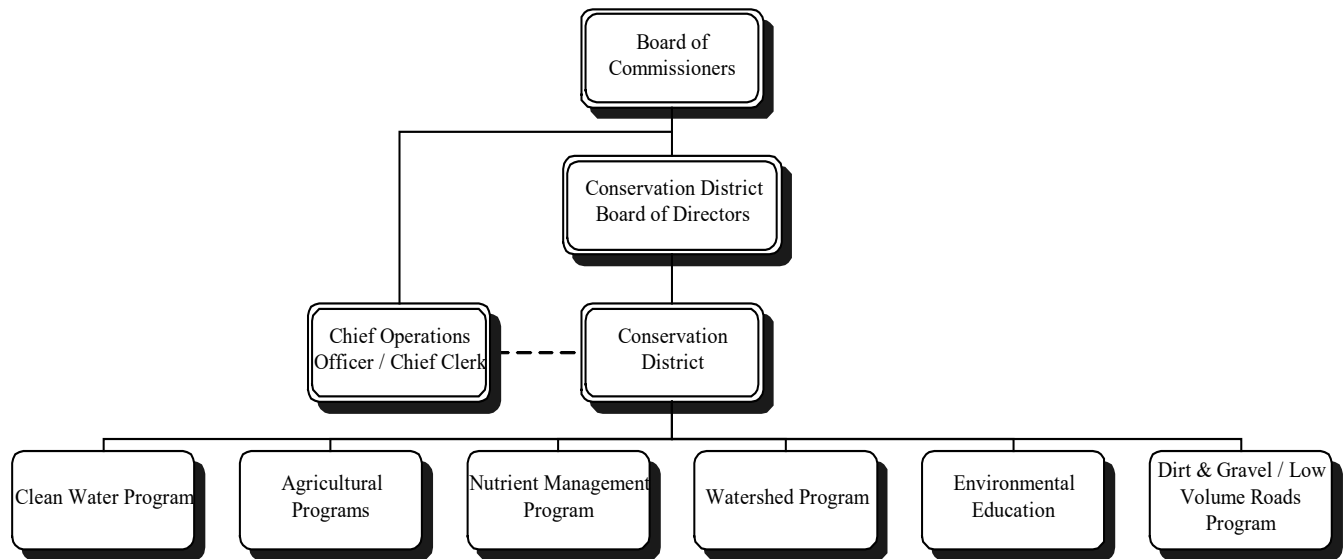 Board of
Commissioners
Conservation District
Board of Directors
Chief Operations
Officer / Chief Clerk
Conservation
District
Clean Water Program
Agricultural
Programs
Nutrient Management
Program
Watershed Program
Environmental
Education
Dirt & Gravel / Low
Volume Roads
Program